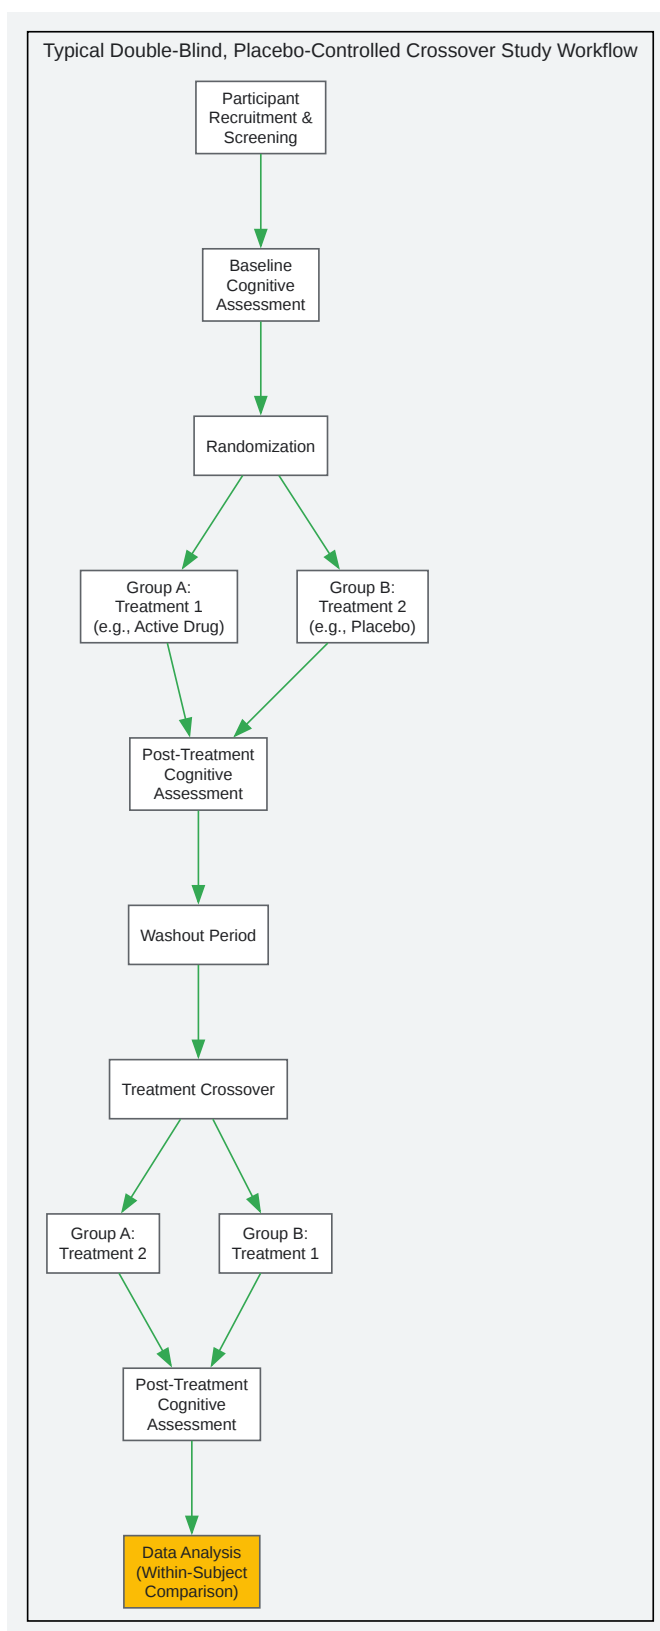 Typical Double-Blind, Placebo-Controlled Crossover Study Workflow
Participant
Recruitment &
Screening
Baseline
Cognitive
Assessment
Randomization
Group A:
Treatment 1
(e.g., Active Drug)
Group B:
Treatment 2
(e.g., Placebo)
Post-Treatment
Cognitive
Assessment
Washout Period
Treatment Crossover
Group A:
Treatment 2
Group B:
Treatment 1
Post-Treatment
Cognitive
Assessment
Data Analysis
(Within-Subject
Comparison)